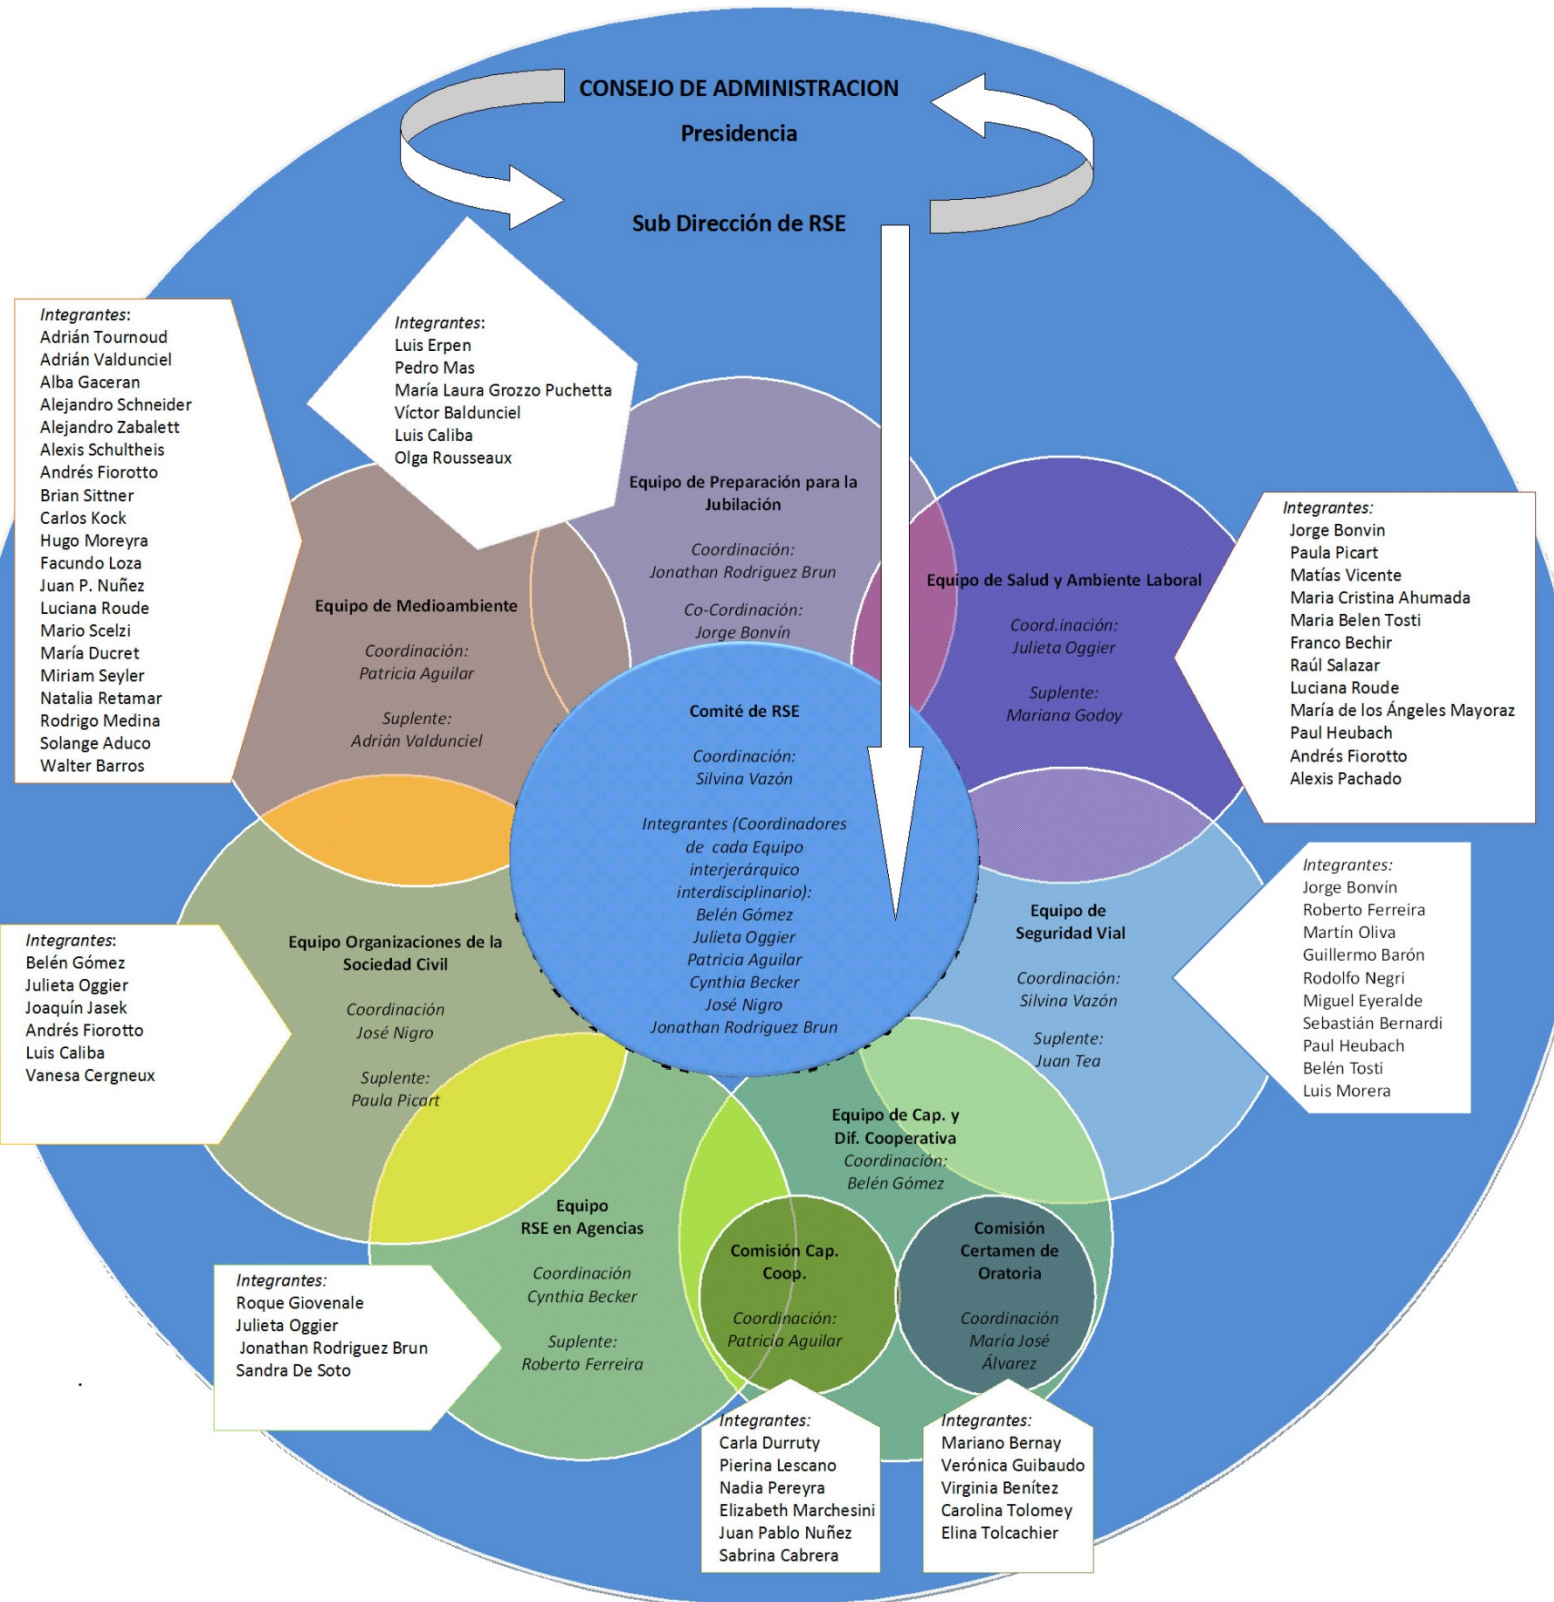 CONSEJO DE ADMINISTRACION
Presidencia
Sub Dirección de RSE
Integrantes:
Adrián Tournoud
Adrián Valdunciel
Alba Gaceran
Alejandro Schneider
Alejandro Zabalett
Alexis Schultheis
Andrés Fiorotto
Brian Sittner
Carlos Kock
Hugo Moreyra
Facundo Loza
Juan P. Nuñez
Luciana Roude
Mario Scelzi
María Ducret
Miriam Seyler
Natalia Retamar
Rodrigo Medina
Solange Aduco
Walter Barros
Integrantes:
Luis Erpen
Pedro Mas
María Laura Grozzo Puchetta
Víctor Baldunciel
Luis Caliba
Olga Rousseaux
Equipo de Preparación para la
Jubilación
Coordinación:
Jonathan Rodriguez Brun
Co-Cordinación:
Jorge Bonvín
Equipo de Medioambiente
Coordinación:
Patricia Aguilar
Suplente:
Adrián Valdunciel
Equipo de Salud y Ambiente Laboral
Coord.inación:
Julieta Oggier
Suplente:
Mariana Godoy
Integrantes:
Jorge Bonvin
Paula Picart
Matías Vicente
Maria Cristina Ahumada
Maria Belen Tosti
Franco Bechir
Raúl Salazar
Luciana Roude
María de los Ángeles Mayoraz
Paul Heubach
Andrés Fiorotto
Alexis Pachado
Comité de RSE
Coordinación:
Silvina Vazón
Integrantes (Coordinadores
de cada Equipo
interjerárquico
interdisciplinario):
Belén Gómez
Julieta Oggier
Patricia Aguilar
Cynthia Becker
José Nigro
Jonathan Rodriguez Brun
Equipo de
Seguridad Vial
Coordinación:
Silvina Vazón
Suplente:
Juan Tea
Integrantes:
Jorge Bonvín
Roberto Ferreira
Martín Oliva
Guillermo Barón
Rodolfo Negri
Miguel Eyeralde
Sebastián Bernardi
Paul Heubach
Belén Tosti
Luis Morera
Equipo Organizaciones de la
Sociedad Civil
Coordinación
José Nigro
Suplente:
Paula Picart
Integrantes:
Belén Gómez
Julieta Oggier
Joaquín Jasek
Andrés Fiorotto
Luis Caliba
Vanesa Cergneux
Equipo
RSE en Agencias
Coordinación
Cynthia Becker
Suplente:
Roberto Ferreira
Integrantes:
Roque Giovenale
Julieta Oggier
Jonathan Rodriguez Brun
Sandra De Soto
Equipo de Cap. y
Dif. Cooperativa
Coordinación:
Belén Gómez
Comisión Cap.
Coop.
Coordinación:
Patricia Aguilar
Comisión
Certamen de
Oratoria
Coordinación
María José
Álvarez
Integrantes:
Carla Durruty
Pierina Lescano
Nadia Pereyra
Elizabeth Marchesini
Juan Pablo Nuñez
Sabrina Cabrera
Integrantes:
Mariano Bernay
Verónica Guibaudo
Virginia Benítez
Carolina Tolomey
Elina Tolcachier